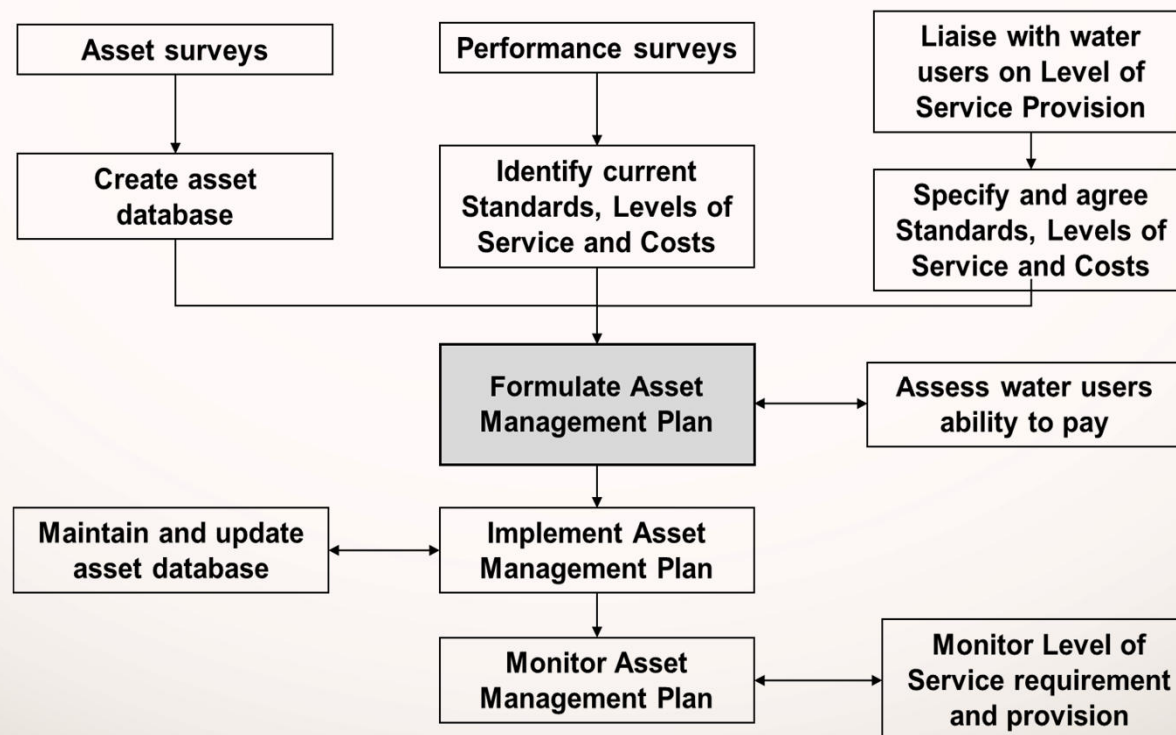 Asset surveys
Performance surveys
Liaise with water
users on Level of
Service Provision
Create asset
database
Identify current
Standards, Levels of
Service and Costs
Specify and agree
Standards, Levels of
Service and Costs
Formulate Asset
Management Plan
Assess water users
ability to pay
Maintain and update
asset database
Implement Asset
Management Plan
Monitor Asset
Management Plan
Monitor Level of
Service requirement
and provision